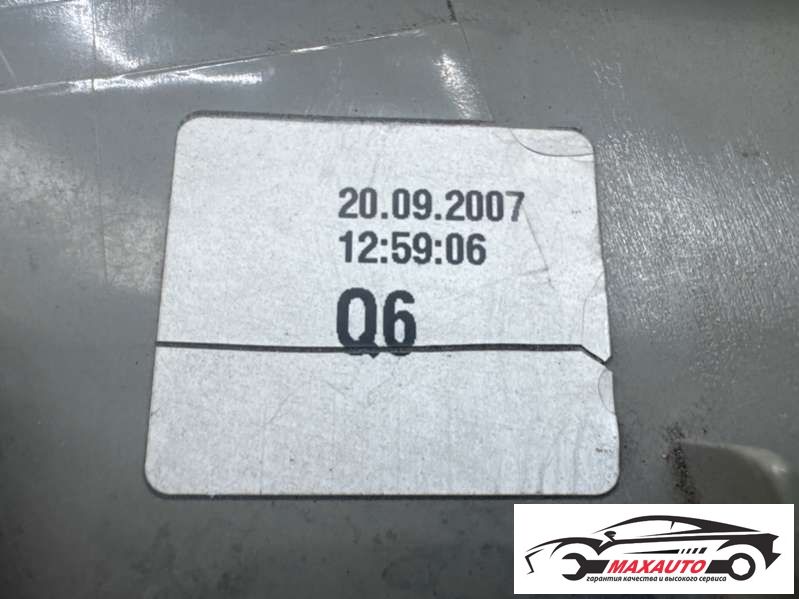 20.09.2007
12:59:06
Q6
MAXAUTO
гарантия качества и высокого сервиса